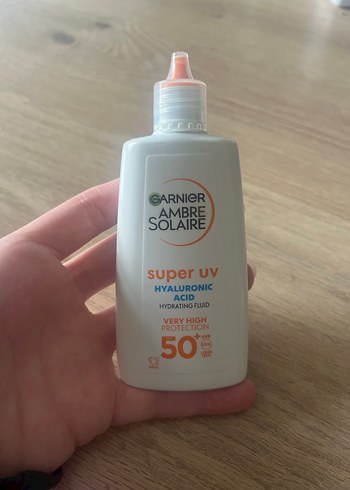 GARNIER
AMBRE
SOLAIRE
super uv
HYALURONIC
ACID
HYDRATING FLUID
VERY HIGH
PROTECTION
50+